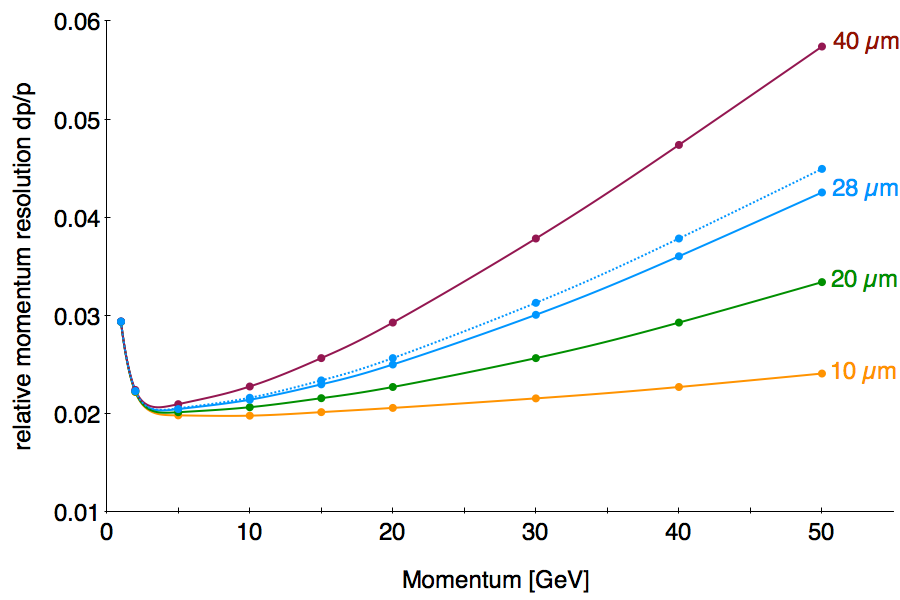 relative momentum resolution dp/p
0.06
0.05
0.04
0.03
0.02
0.01
40 µm
28 µm
20 µm
10 µm
0 10 20 30 40 50
Momentum [GeV]